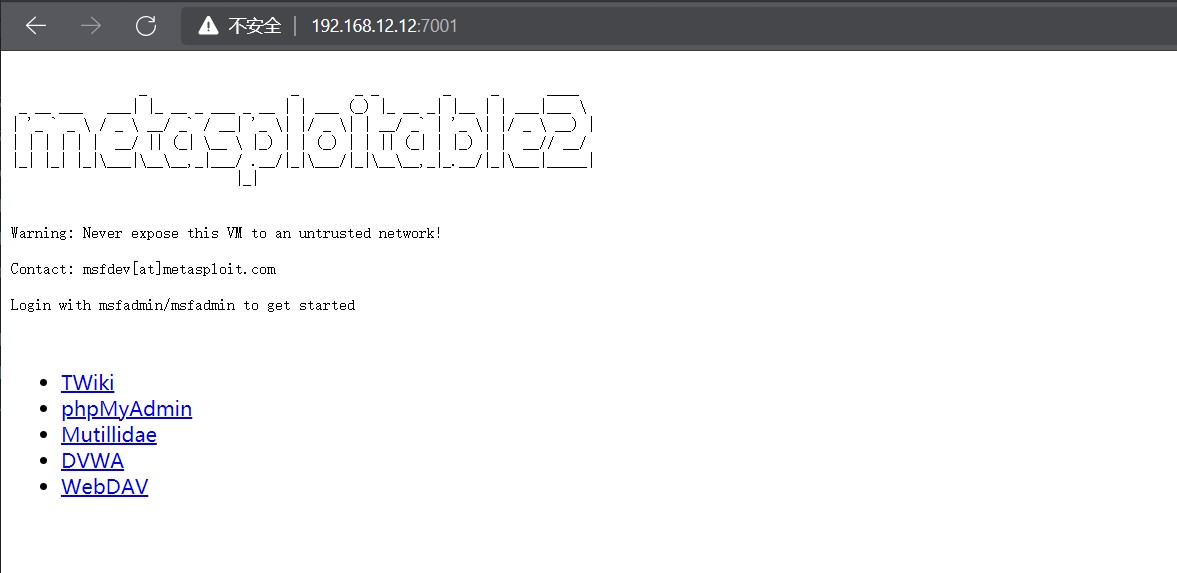 不安全 | 192.168.12.12:7001
metasploitable2
Warning: Never expose this VM to an untrusted network!
Contact: msfdev[at]metasploit.com
Login with msfadmin/msfadmin to get started
TWiki
phpMyAdmin
Mutillidae
DVWA
WebDAV